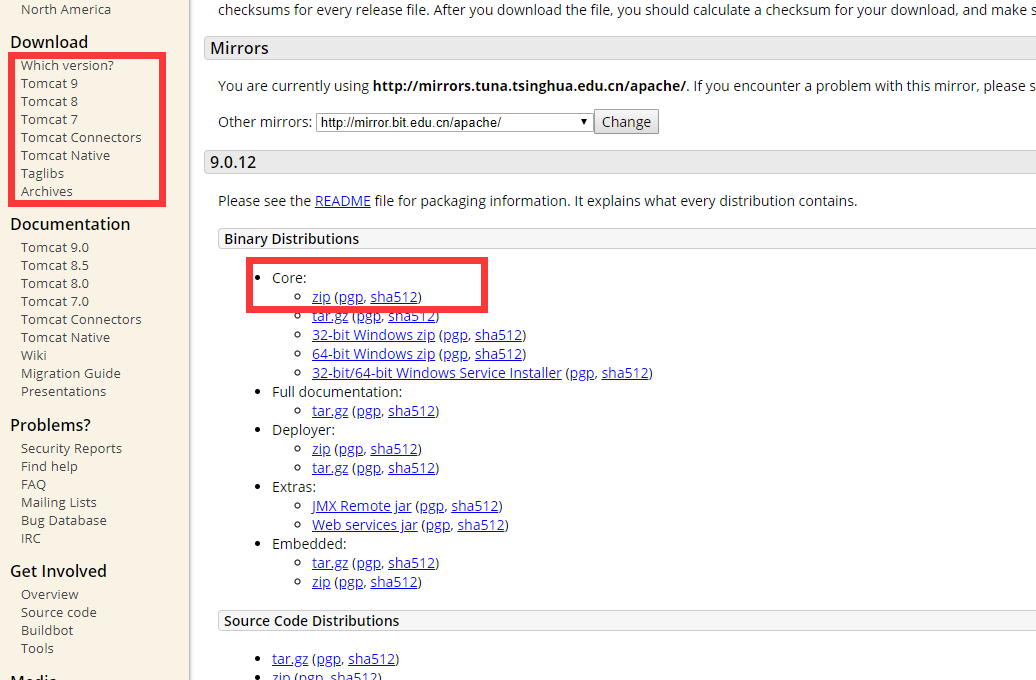 North America
Download
Which version?
Tomcat 9
Tomcat 8
Tomcat 7
Tomcat Connectors
Tomcat Native
Taglibs
Archives
Documentation
Tomcat 9.0
Tomcat 8.5
Tomcat 8.0
Tomcat 7.0
Tomcat Connectors
Tomcat Native
Wiki
Migration Guide
Presentations
Problems?
Security Reports
Find help
FAQ
Mailing Lists
Bug Database
IRC
Get Involved
Overview
Source code
Buildbot
Tools
Media
checksums for every release file. After you download the file, you should calculate a checksum for your download, and make s
Mirrors
You are currently using http://mirrors.tuna.tsinghua.edu.cn/apache/. If you encounter a problem with this mirror, please s
Other mirrors: http://mirror.bit.edu.cn/apache/ Change
9.0.12
Please see the README file for packaging information. It explains what every distribution contains.
Binary Distributions
Core:
zip (pgp, sha512)
tar.gz (pgp, sha512)
32-bit Windows zip (pgp, sha512)
64-bit Windows zip (pgp, sha512)
32-bit/64-bit Windows Service Installer (pgp, sha512)
Full documentation:
tar.gz (pgp, sha512)
Deployer:
zip (pgp, sha512)
tar.gz (pgp, sha512)
Extras:
JMX Remote jar (pgp, sha512)
Web services jar (pgp, sha512)
Embedded:
tar.gz (pgp, sha512)
zip (pgp, sha512)
Source Code Distributions
tar.gz (pgp, sha512)
zip (pgp, sha512)